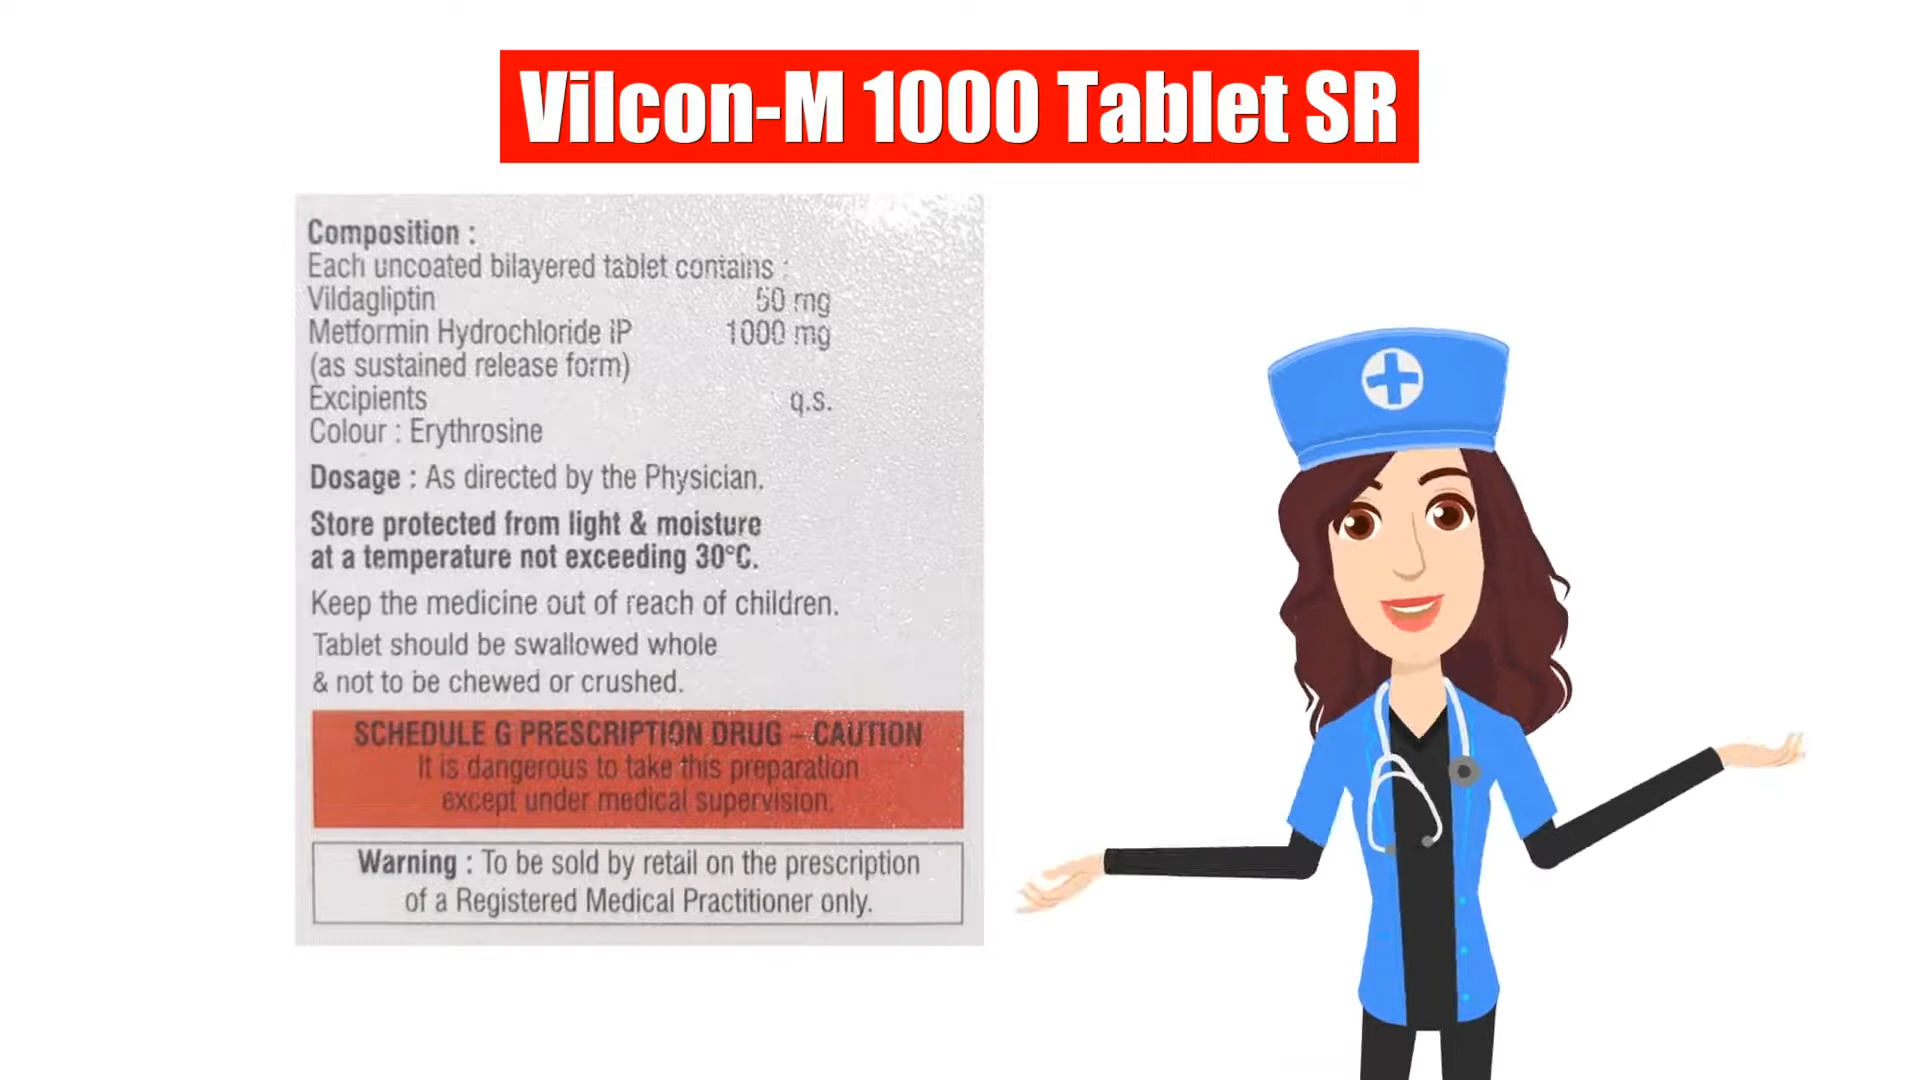 Vilcon-M 1000 Tablet SR
Composition :
Each uncoated bilayered tablet contains :
Vildagliptin 50 mg
Metformin Hydrochloride IP 1000 mg
(as sustained release form)
Excipients q.s.
Colour : Erythrosine
Dosage : As directed by the Physician.
Store protected from light & moisture
at a temperature not exceeding 30°C.
Keep the medicine out of reach of children.
Tablet should be swallowed whole
& not to be chewed or crushed.
SCHEDULE G PRESCRIPTION DRUG – CAUTION
It is dangerous to take this preparation
except under medical supervision.
Warning : To be sold by retail on the prescription
of a Registered Medical Practitioner only.